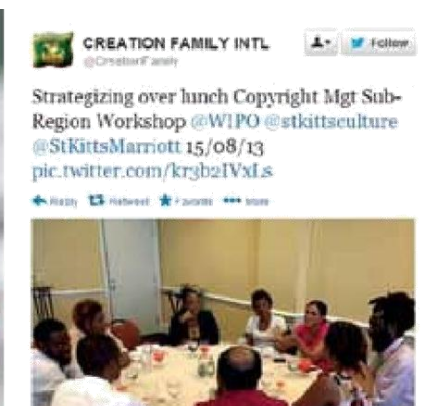 CREATION FAMILY INTL
@CreationFamily
Follow
Strategizing over lunch Copyright Mgt Sub-
Region Workshop @WIPO @stkittsculture
@StKittsMarriott 15/08/13
pic.twitter.com/kr3b2IVxLs
Reply Retweet Favorite More